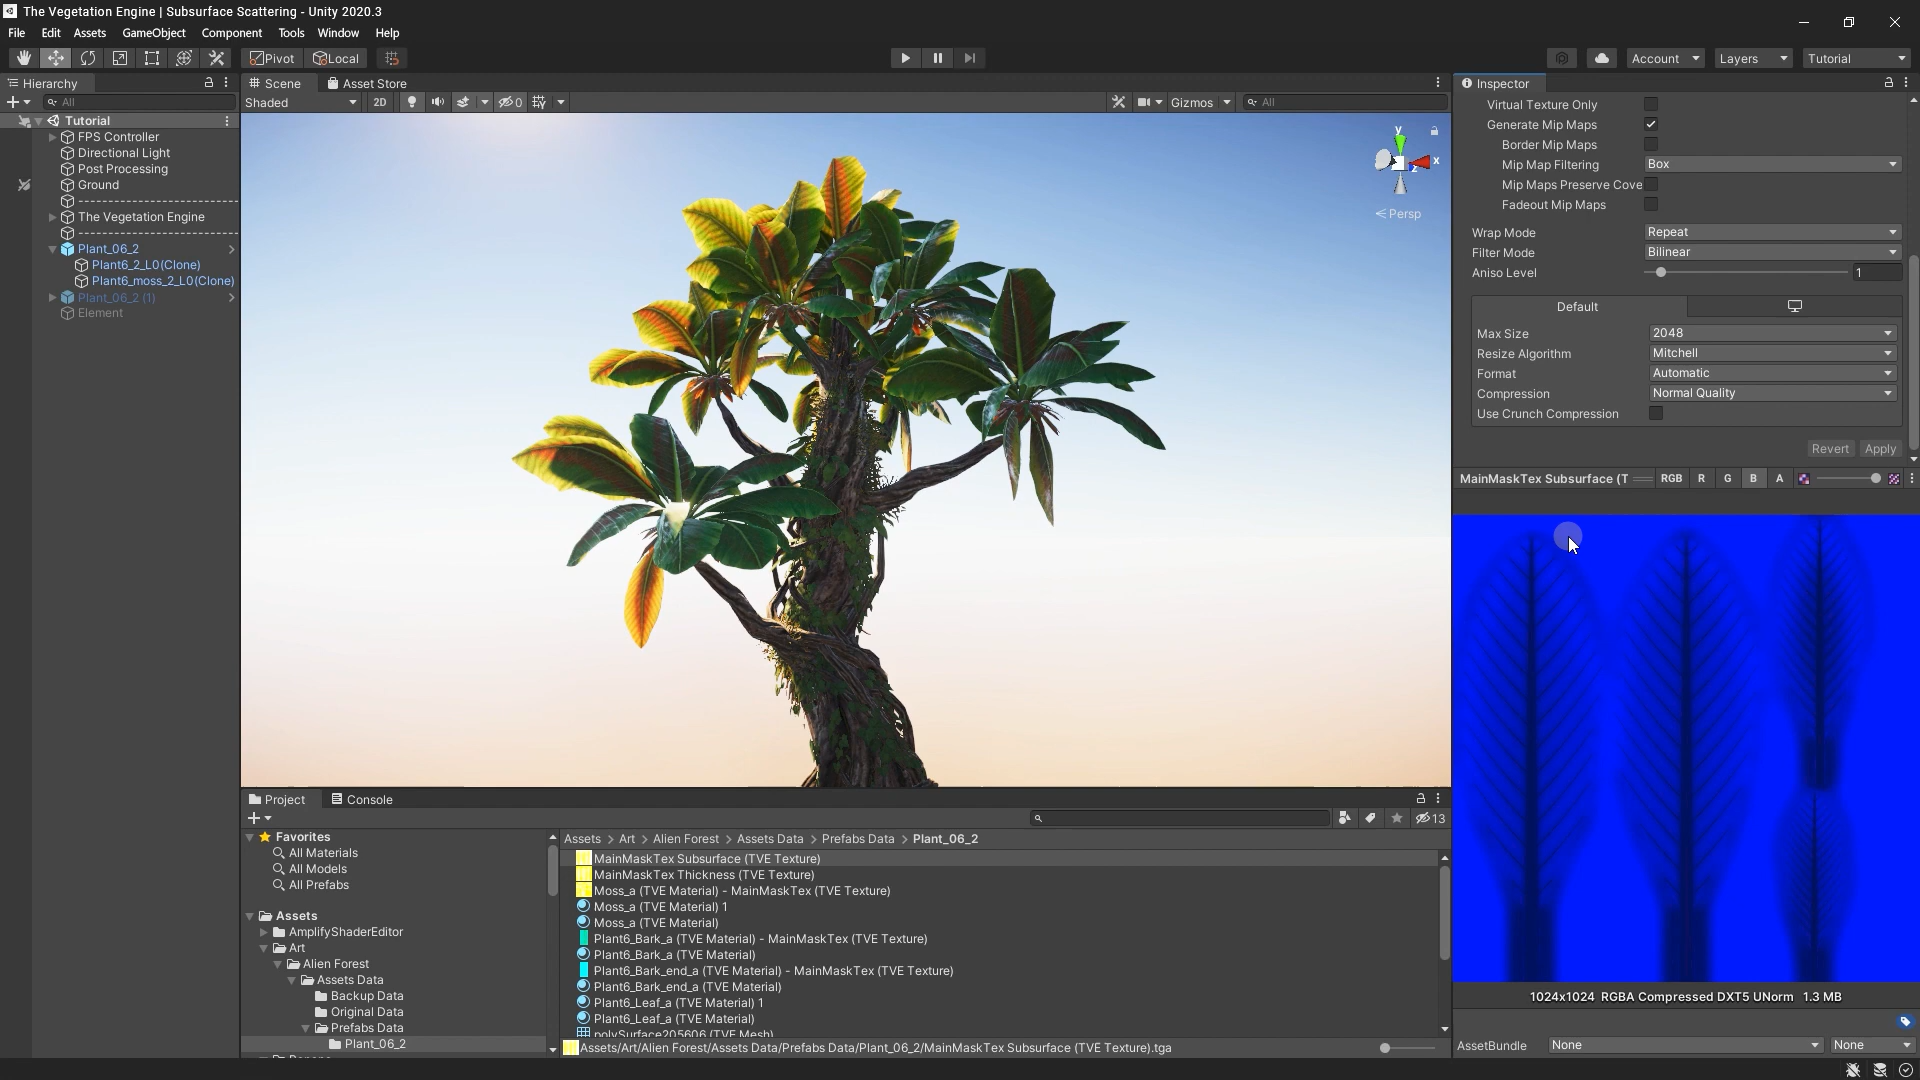 The Vegetation Engine | Subsurface Scattering - Unity 2020.3
File Edit Assets GameObject Component Tools Window Help
Pivot Local
Account Layers Tutorial
Hierarchy
All
Tutorial
FPS Controller
Directional Light
Post Processing
Ground
The Vegetation Engine
Plant_06_2
Plant6_2_L0(Clone)
Plant6_moss_2_L0(Clone)
Plant_06_2 (1)
Element
Scene Asset Store
Shaded 2D 0 Gizmos All
y
x
z
Persp
Inspector
Virtual Texture Only
Generate Mip Maps
Border Mip Maps
Mip Map Filtering Box
Mip Maps Preserve Cove
Fadeout Mip Maps
Wrap Mode Repeat
Filter Mode Bilinear
Aniso Level 1
Default
Max Size 2048
Resize Algorithm Mitchell
Format Automatic
Compression Normal Quality
Use Crunch Compression
Revert Apply
MainMaskTex Subsurface (T RGB R G B A
1024x1024 RGBA Compressed DXT5 UNorm 1.3 MB
AssetBundle None None
Project Console
13
Favorites
All Materials
All Models
All Prefabs
Assets
AmplifyShaderEditor
Art
Alien Forest
Assets Data
Backup Data
Original Data
Prefabs Data
Plant_06_2
Assets > Art > Alien Forest > Assets Data > Prefabs Data > Plant_06_2
MainMaskTex Subsurface (TVE Texture)
MainMaskTex Thickness (TVE Texture)
Moss_a (TVE Material) - MainMaskTex (TVE Texture)
Moss_a (TVE Material) 1
Moss_a (TVE Material)
Plant6_Bark_a (TVE Material) - MainMaskTex (TVE Texture)
Plant6_Bark_a (TVE Material)
Plant6_Bark_end_a (TVE Material) - MainMaskTex (TVE Texture)
Plant6_Bark_end_a (TVE Material)
Plant6_Leaf_a (TVE Material) 1
Plant6_Leaf_a (TVE Material)
polySurface205606 (TVE Mesh)
Assets/Art/Alien Forest/Assets Data/Prefabs Data/Plant_06_2/MainMaskTex Subsurface (TVE Texture).tga